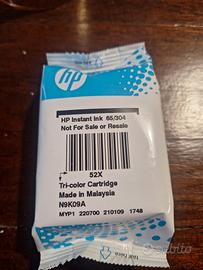 hp
HP Instant Ink 65/304
Not For Sale or Resale
52X
Tri-color Cartridge
Made in Malaysia
N9K09A
MYP1 220700 210109 1748